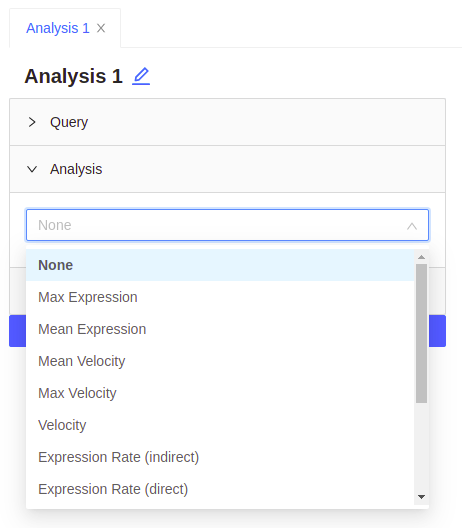 Analysis 1
Analysis 1
Query
Analysis
None
None
Max Expression
Mean Expression
Mean Velocity
Max Velocity
Velocity
Expression Rate (indirect)
Expression Rate (direct)